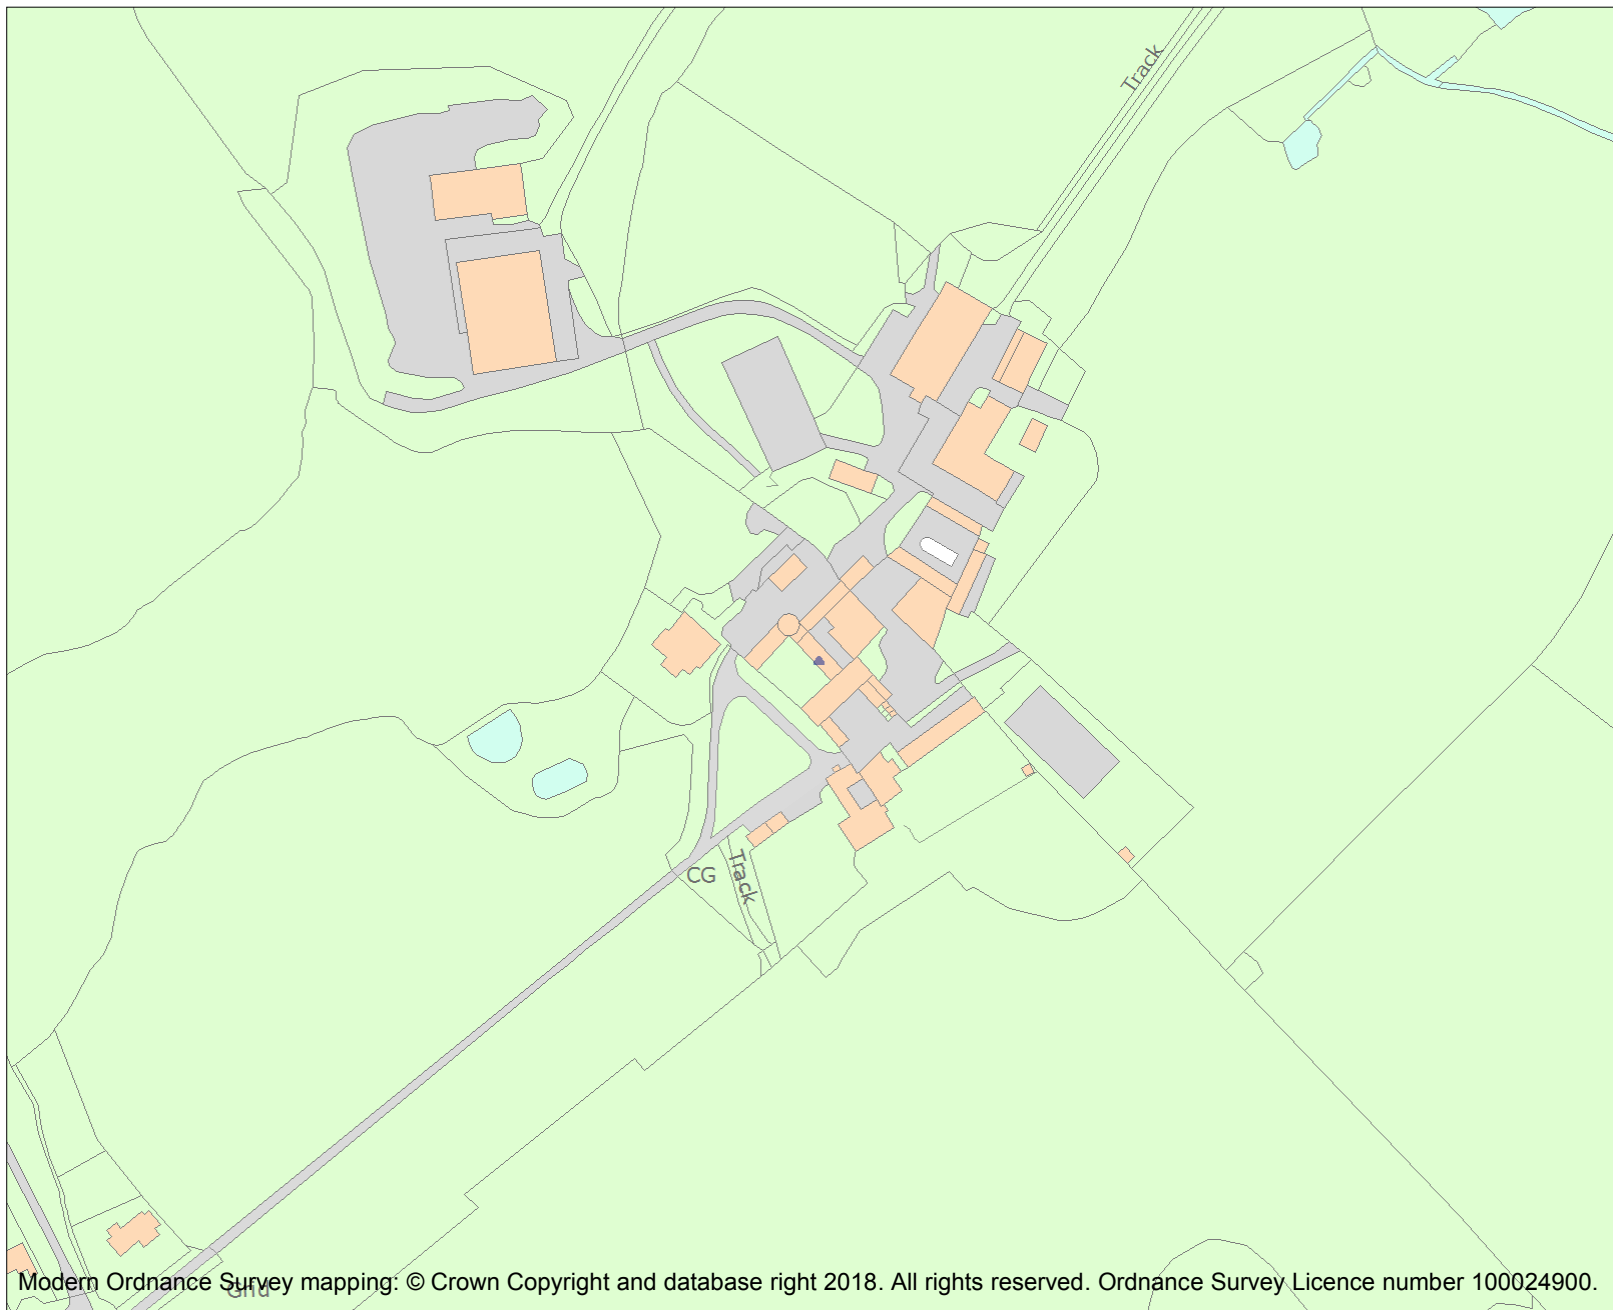 Track
CG
Track
Modern Ordnance Survey mapping: © Crown Copyright and database right 2018. All rights reserved. Ordnance Survey Licence number 100024900.